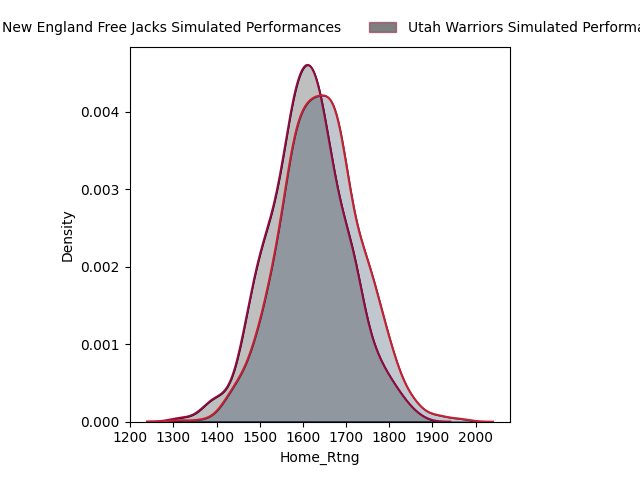 New England Free Jacks Simulated Performances
Utah Warriors Simulated Performa
Density
0.004
0.003
0.002
0.001
0.000
1200 1300 1400 1500 1600 1700 1800 1900 2000
Home_Rtng